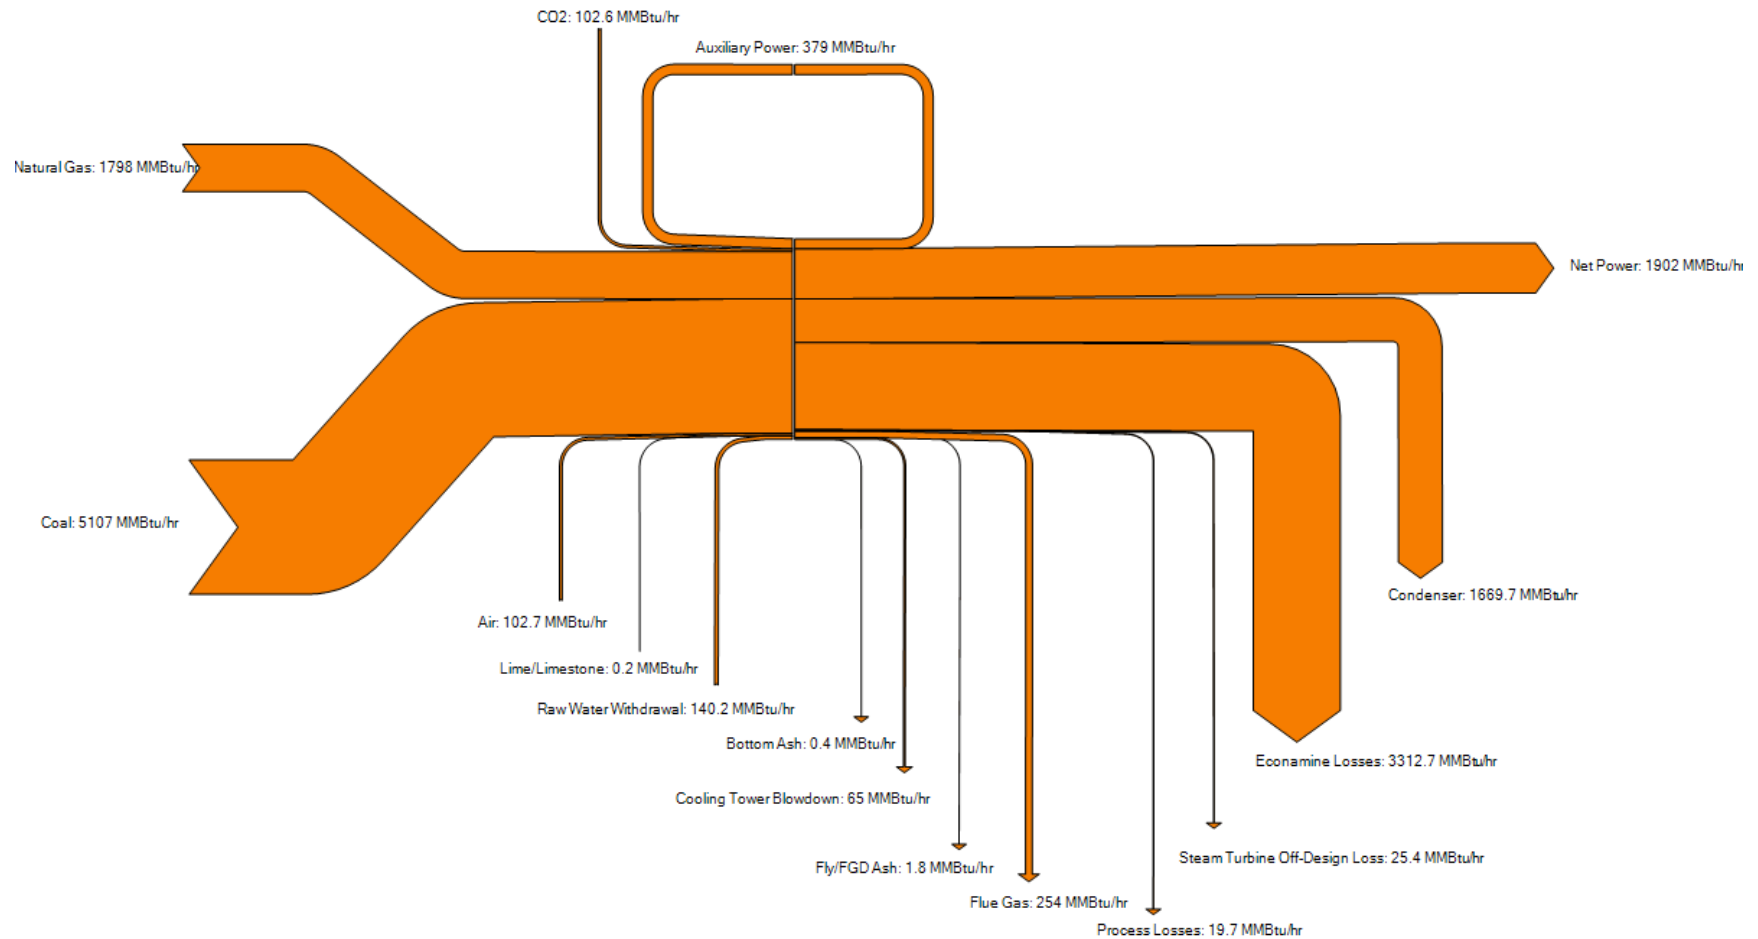 CO2: 102.6 MMBtu/hr
Auxiliary Power: 379 MMBtu/hr
Natural Gas: 1798 MMBtu/hr
Net Power: 1902 MMBtu/hr
Coal: 5107 MMBtu/hr
Condenser: 1669.7 MMBtu/hr
Air: 102.7 MMBtu/hr
Lime/Limestone: 0.2 MMBtu/hr
Raw Water Withdrawal: 140.2 MMBtu/hr
Bottom Ash: 0.4 MMBtu/hr
Econamine Losses: 3312.7 MMBtu/hr
Cooling Tower Blowdown: 65 MMBtu/hr
Steam Turbine Off-Design Loss: 25.4 MMBtu/hr
Fly/FGD Ash: 1.8 MMBtu/hr
Flue Gas: 254 MMBtu/hr
Process Losses: 19.7 MMBtu/hr